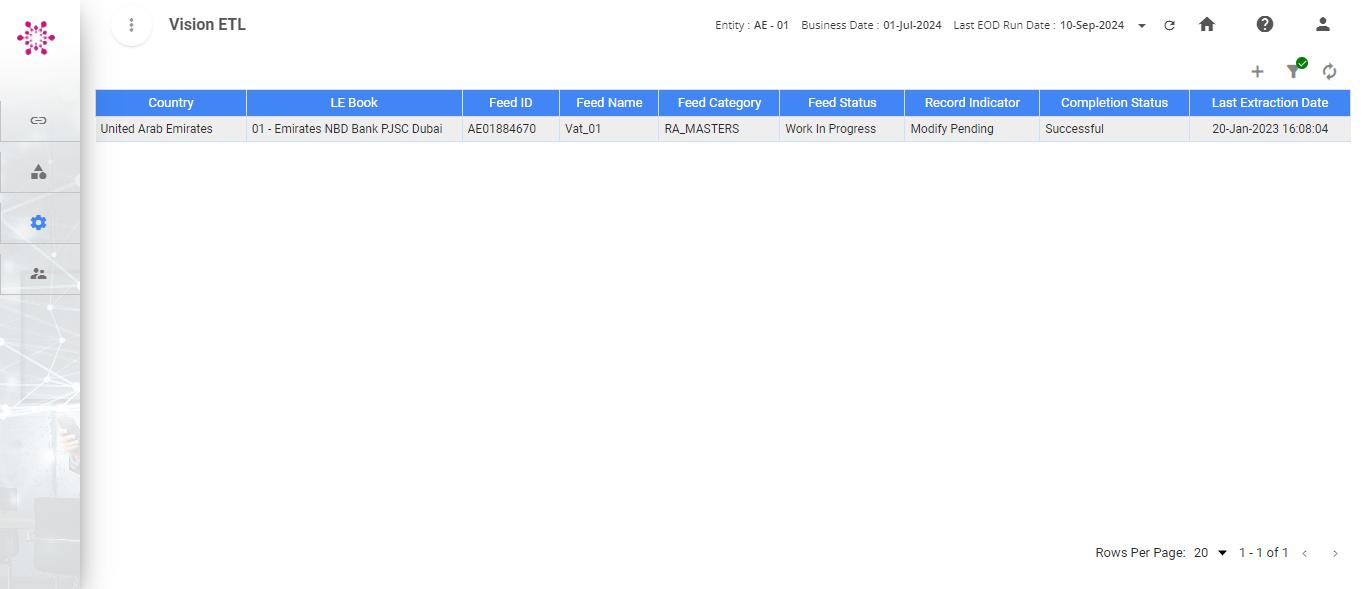 Vision ETL
Entity : AE - 01 Business Date : 01-Jul-2024 Last EOD Run Date : 10-Sep-2024
Country LE Book Feed ID Feed Name Feed Category Feed Status Record Indicator Completion Status Last Extraction Date
United Arab Emirates 01 - Emirates NBD Bank PJSC Dubai AE01884670 Vat_01 RA_MASTERS Work In Progress Modify Pending Successful 20-Jan-2023 16:08:04
Rows Per Page: 20 1 - 1 of 1